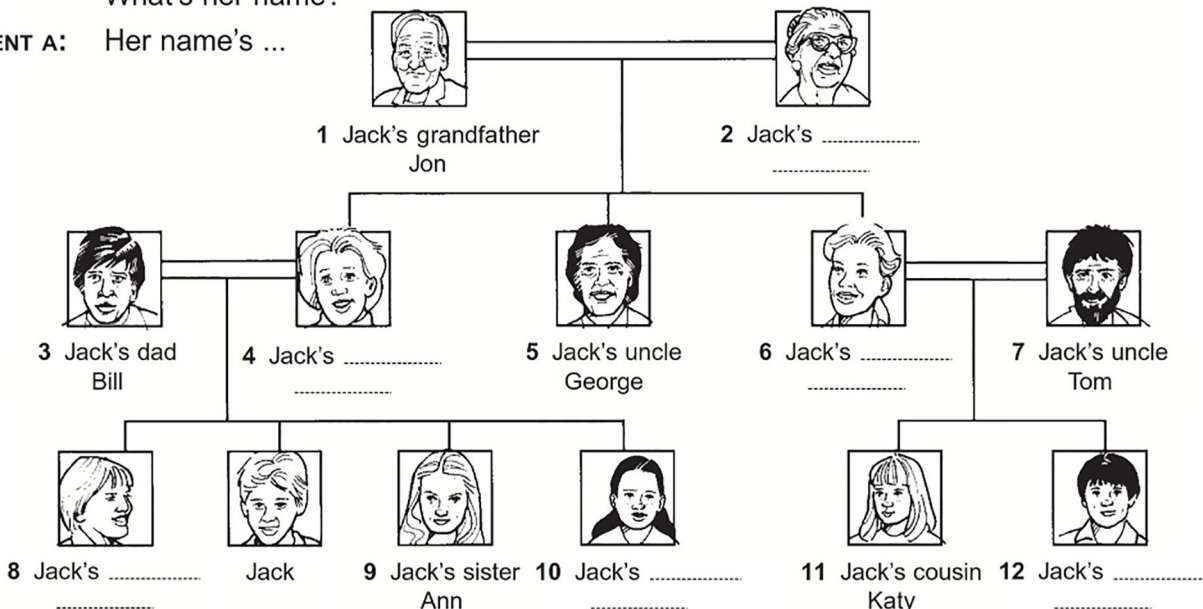 What's her name?
ENT A: Her name's ...
1 Jack's grandfather
Jon
2 Jack's
3 Jack's dad
Bill
4 Jack's
5 Jack's uncle
George
6 Jack's
7 Jack's uncle
Tom
8 Jack's
Jack
9 Jack's sister
Ann
10 Jack's
11 Jack's cousin
Katy
12 Jack's